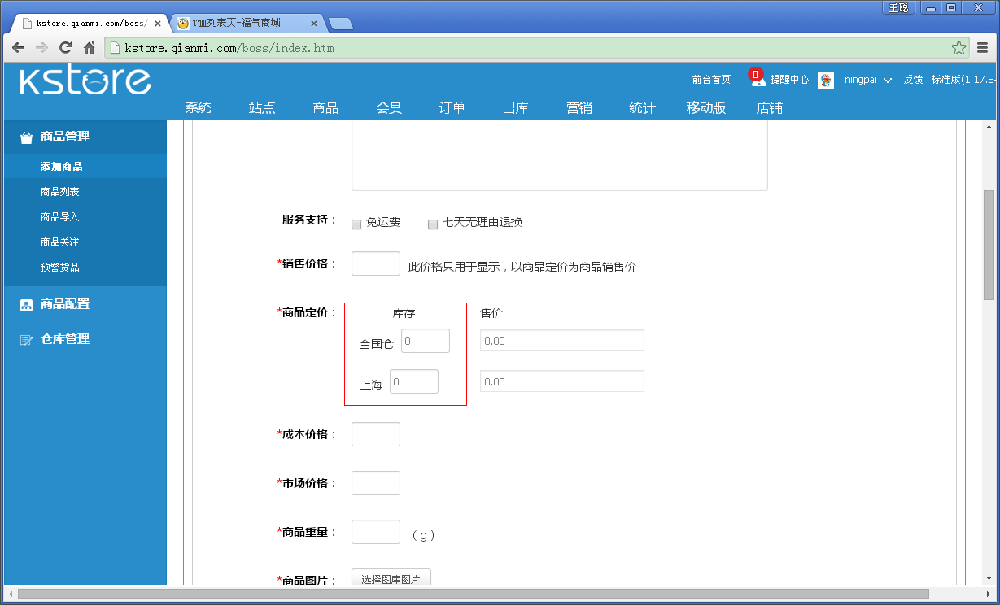 王聪
kstore.qianmi.com/boss/
T恤列表页-福气商城
kstore.qianmi.com/boss/index.htm
kstore
前台首页
0
提醒中心
ningpai
反馈
标准版(1.17.8-
系统 站点 商品 会员 订单 出库 营销 统计 移动版 店铺
商品管理
添加商品
商品列表
商品导入
商品关注
预警货品
商品配置
仓库管理
服务支持： 免运费 七天无理由退换
*销售价格： 此价格只用于显示，以商品定价为商品销售价
*商品定价： 库存 售价
全国仓 0 0.00
上海 0 0.00
*成本价格：
*市场价格：
*商品重量： （g）
*商品图片： 选择图库图片